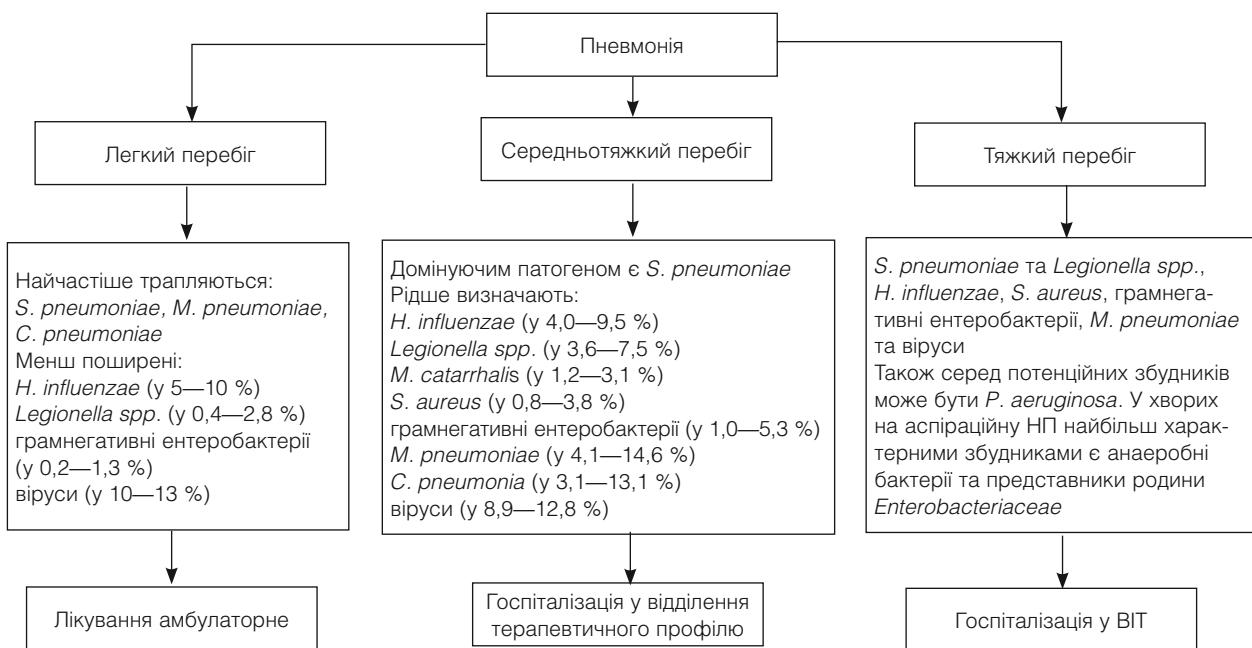 Пневмонія
Легкий перебіг
Середньотяжкий перебіг
Тяжкий перебіг
Найчастіше трапляються:
S. pneumoniae, M. pneumoniae,
C. pneumoniae
Менш поширені:
H. influenzae (у 5—10 %)
Legionella spp. (у 0,4—2,8 %)
грамнегативні ентеробактерії
(у 0,2—1,3 %)
віруси (у 10—13 %)
Домінуючим патогеном є S. pneumoniae
Рідше визначають:
H. influenzae (у 4,0—9,5 %)
Legionella spp. (у 3,6—7,5 %)
M. catarrhalis (у 1,2—3,1 %)
S. aureus (у 0,8—3,8 %)
грамнегативні ентеробактерії (у 1,0—5,3 %)
M. pneumoniae (у 4,1—14,6 %)
C. pneumonia (у 3,1—13,1 %)
віруси (у 8,9—12,8 %)
S. pneumoniae та Legionella spp.,
H. influenzae, S. aureus, грамнега-
тивні ентеробактерії, M. pneumoniae
та віруси
Також серед потенційних збудників
може бути P. aeruginosa. У хворих
на аспіраційну НП найбільш харак-
терними збудниками є анаеробні
бактерії та представники родини
Enterobacteriaceae
Лікування амбулаторне
Госпіталізація у відділення
терапевтичного профілю
Госпіталізація у ВІТ